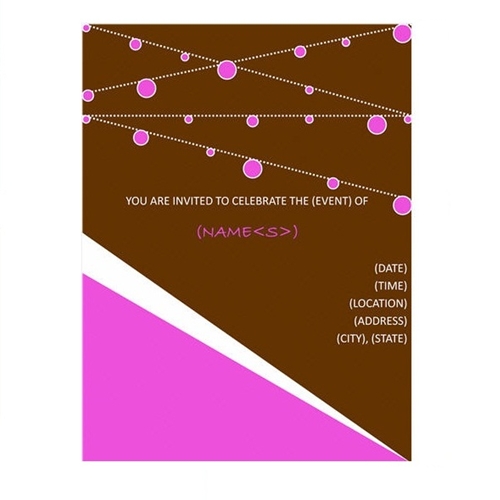 YOU ARE INVITED TO CELEBRATE THE (EVENT) OF
(NAME<S>)
(DATE)
(TIME)
(LOCATION)
(ADDRESS)
(CITY), (STATE)